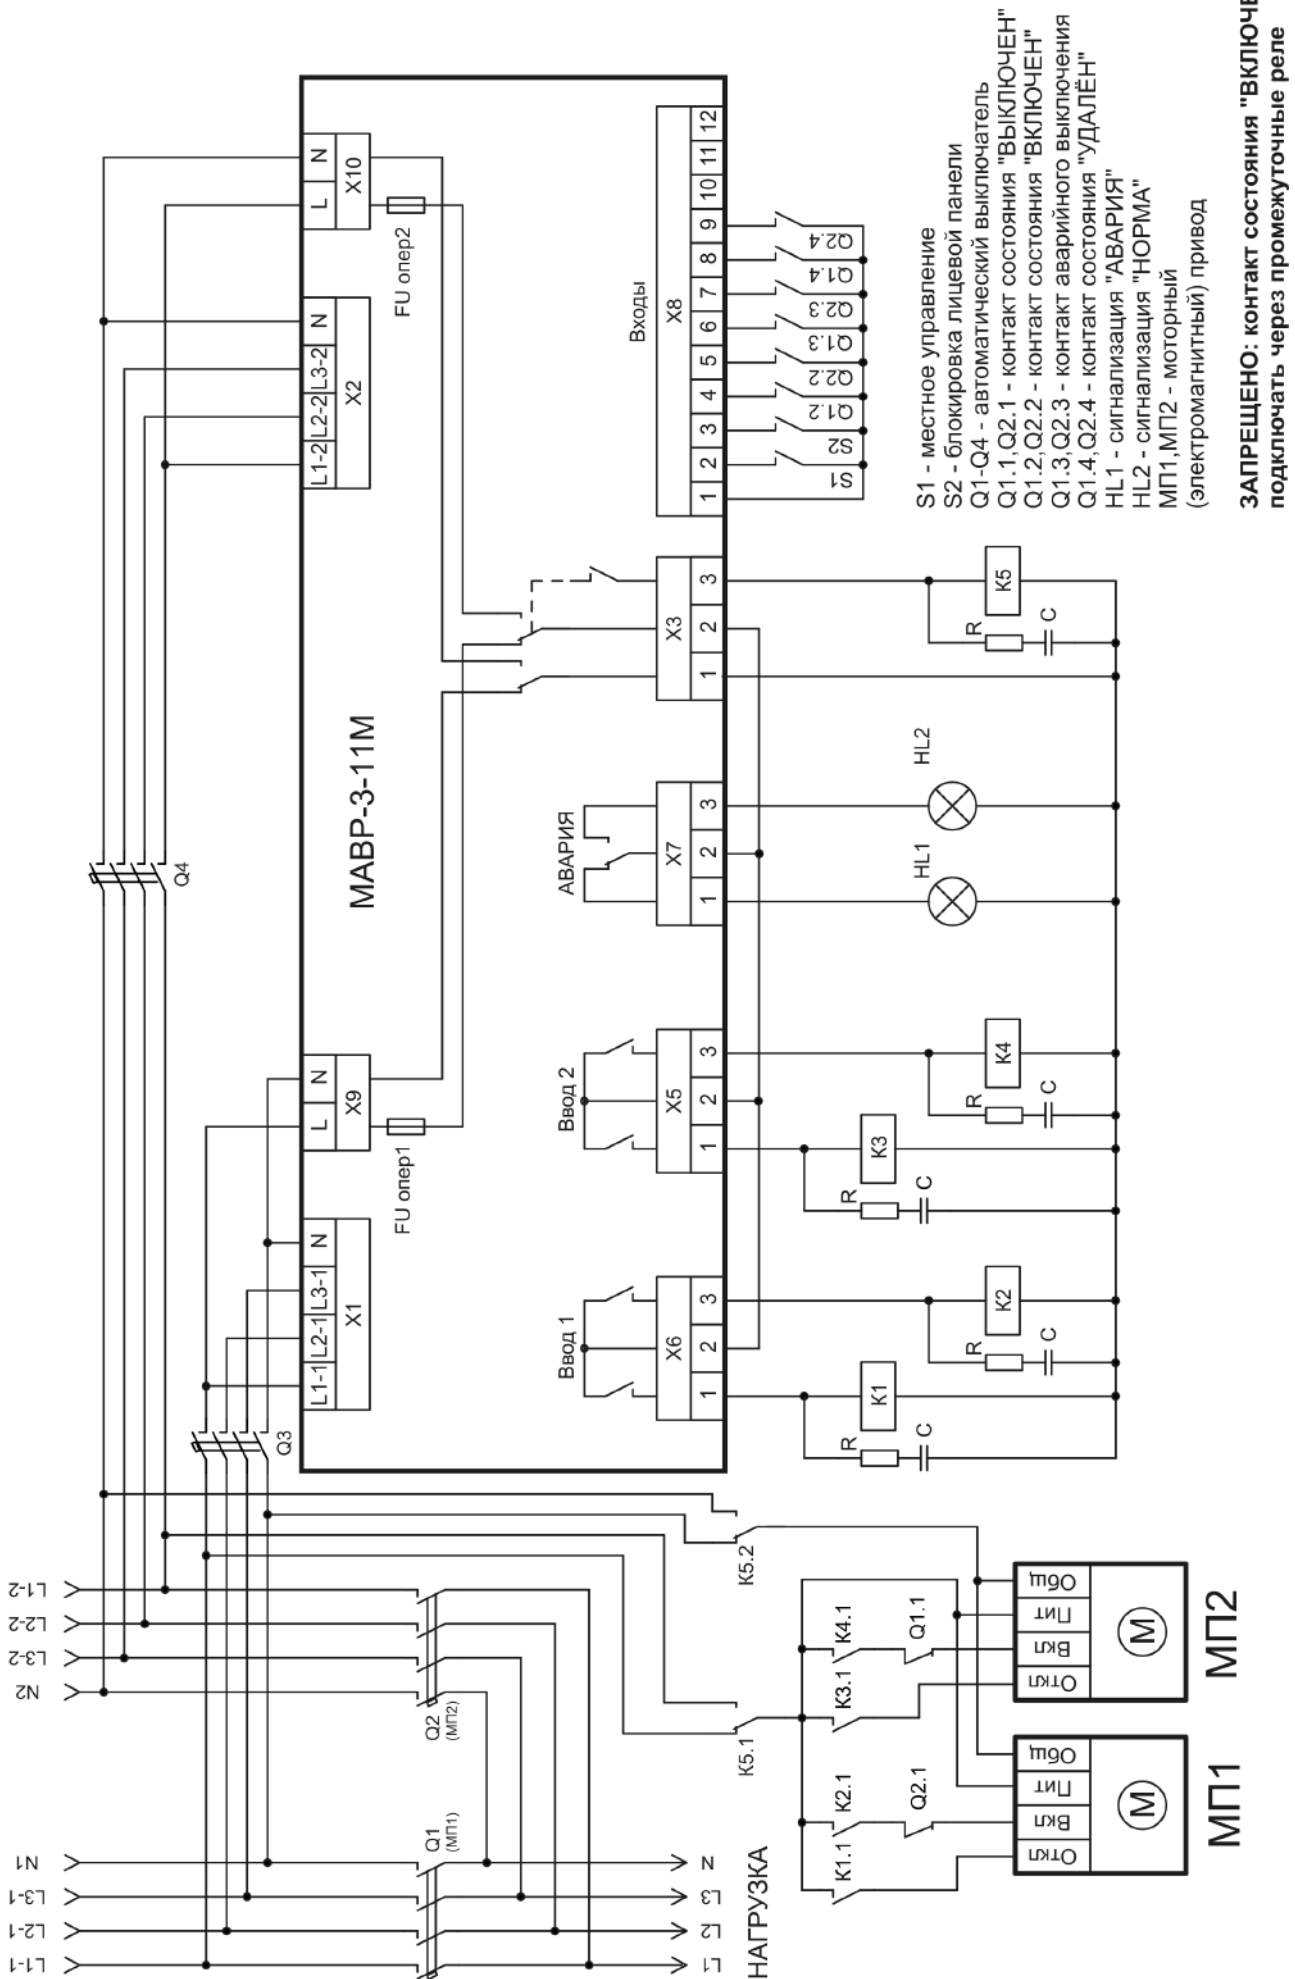 L1-2
L2-2
L3-2
N2
N1
L3-1
L2-1
L1-1
Q4
Q3
Q2
(МП2)
Q1
(МП1)
L1
L2
L3
N
НАГРУЗКА
МАВР-3-11М
L1-1 L2-1 L3-1 N
X1
L N
X9
FU опер1
L1-2 L2-2 L3-2 N
X2
L N
X10
FU опер2
Ввод 1
X6
1 2 3
Ввод 2
X5
1 2 3
АВАРИЯ
X7
1 2 3
X3
1 2 3
Входы
X8
1 2 3 4 5 6 7 8 9 10 11 12
S1
S2
Q1.2
Q2.2
Q1.3
Q2.3
Q1.4
Q2.4
R C K1
R C K2
R C K3
R C K4
HL1
HL2
R C K5
K5.2
K5.1
K1.1
K2.1
Q2.1
K3.1
K4.1
Q1.1
Откл
Вкл
Пит
Общ
М
МП1
Откл
Вкл
Пит
Общ
М
МП2
S1 - местное управление
S2 - блокировка лицевой панели
Q1-Q4 - автоматический выключатель
Q1.1,Q2.1 - контакт состояния "ВЫКЛЮЧЕН"
Q1.2,Q2.2 - контакт состояния "ВКЛЮЧЕН"
Q1.3,Q2.3 - контакт аварийного выключения
Q1.4,Q2.4 - контакт состояния "УДАЛЁН"
HL1 - сигнализация "АВАРИЯ"
HL2 - сигнализация "НОРМА"
МП1,МП2 - моторный
(электромагнитный) привод
ЗАПРЕЩЕНО: контакт состояния
подключать через промежуточные реле